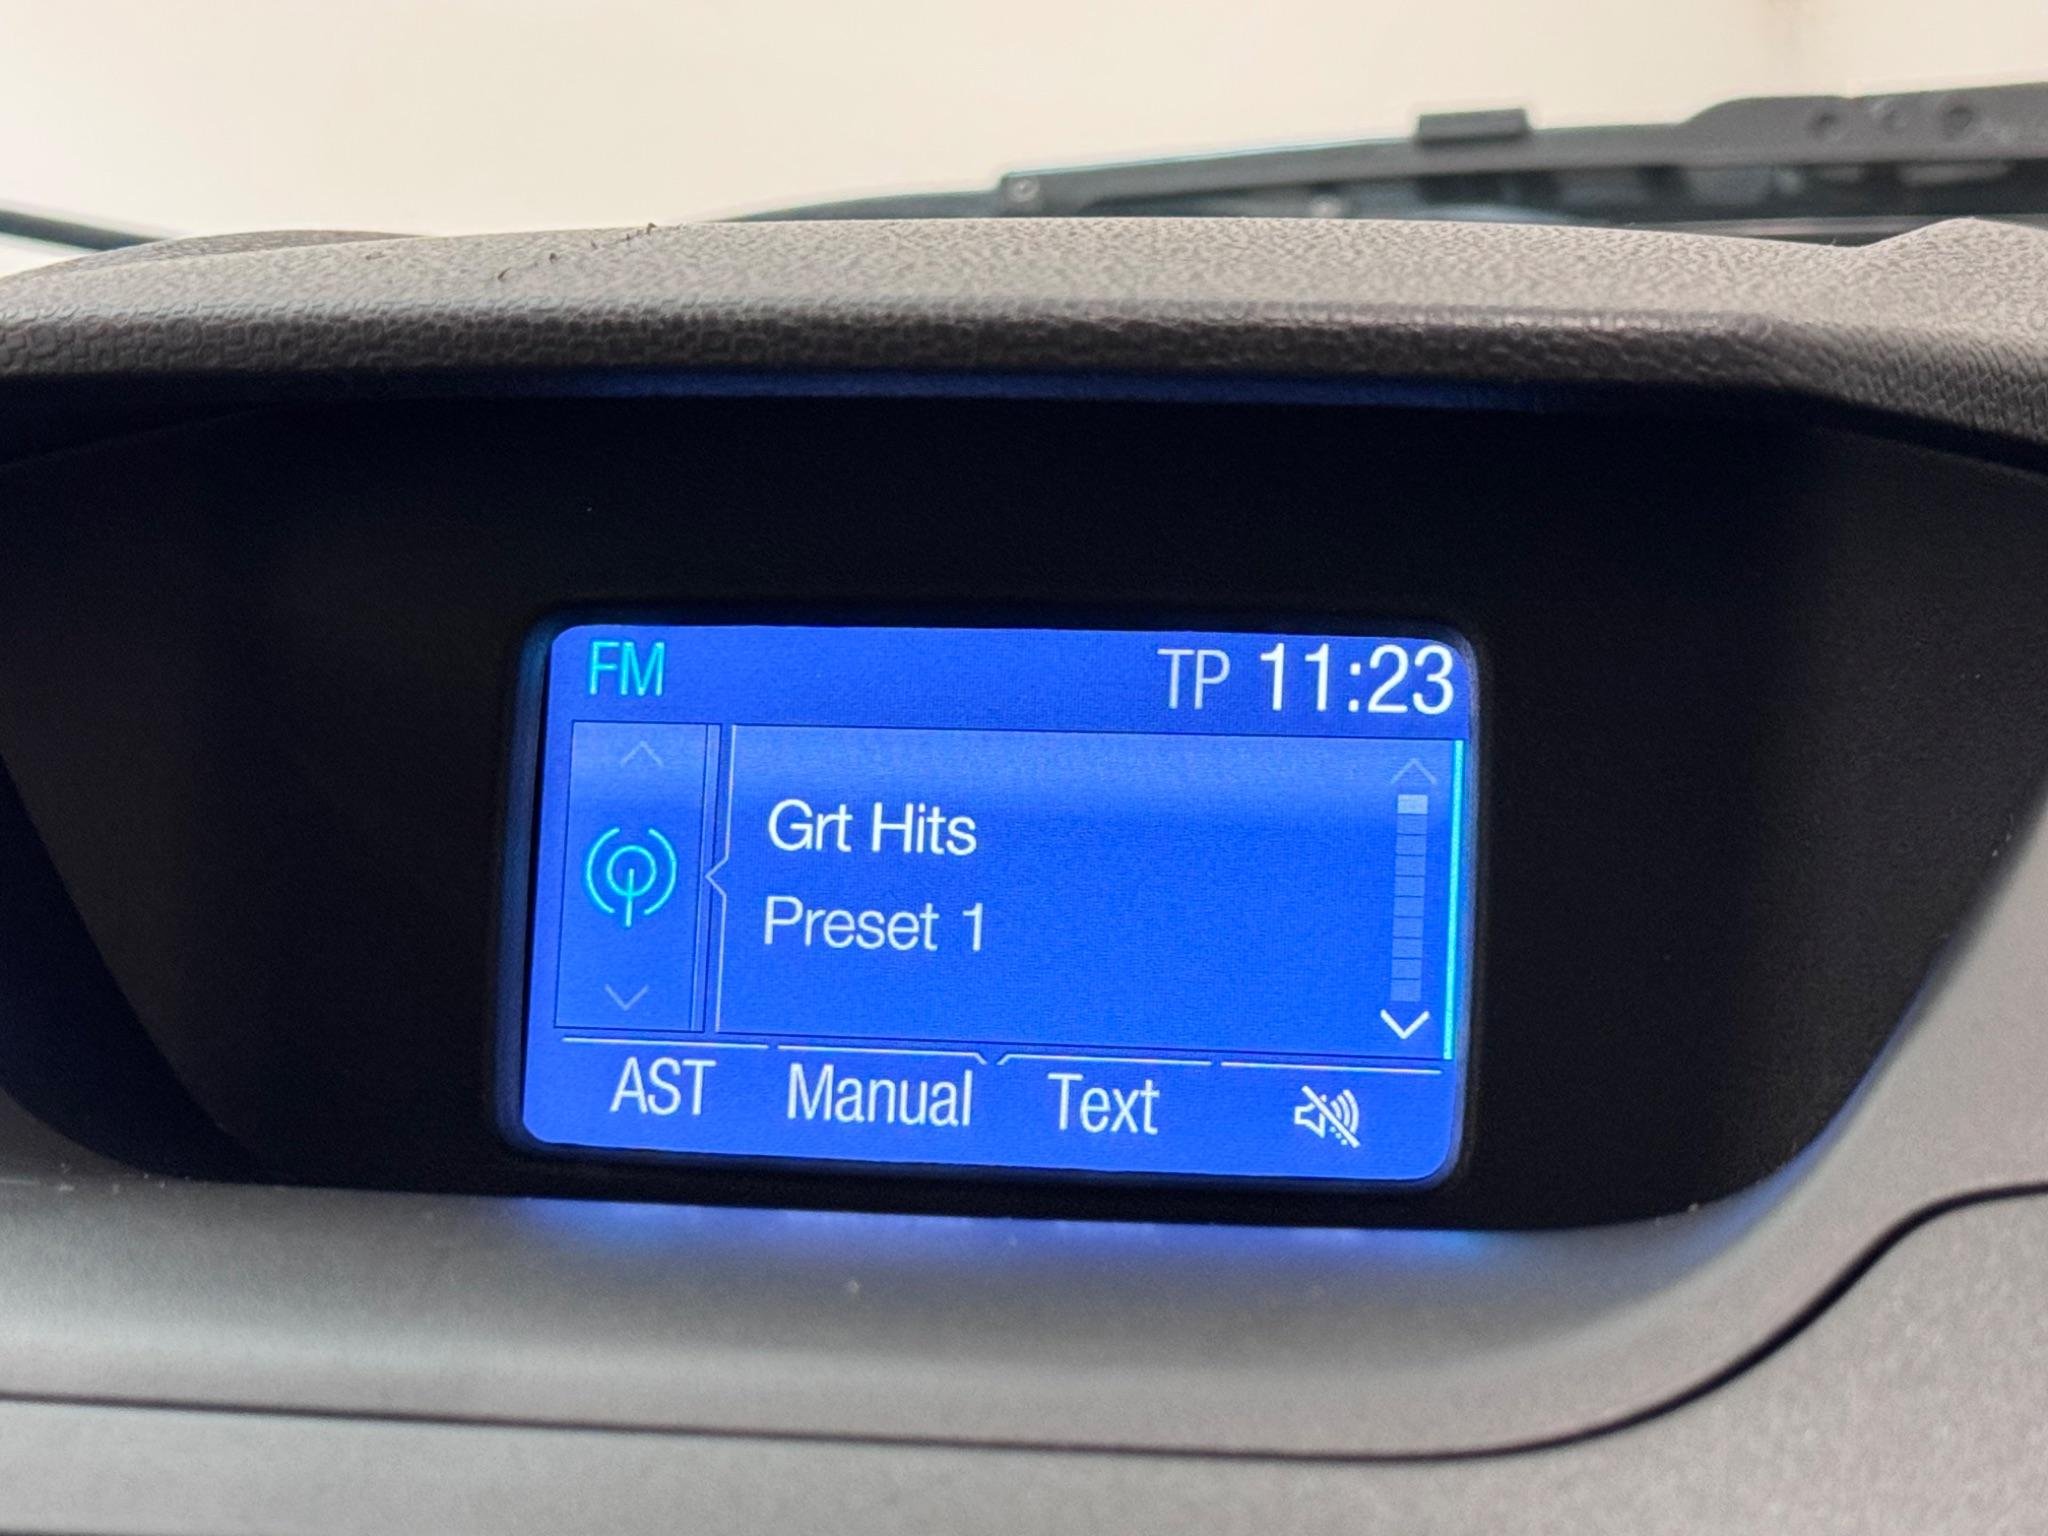 FM TP 11:23
Grt Hits
Preset 1
AST Manual Text